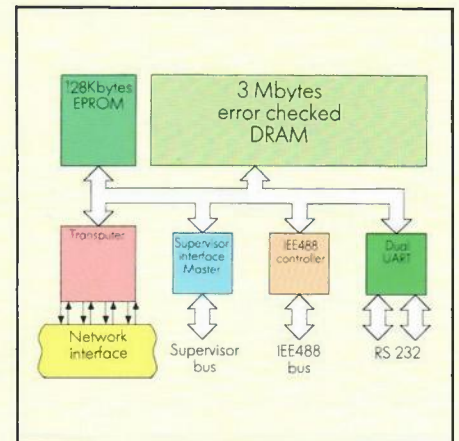 128Kbytes
EPROM
3 Mbytes
error checked
DRAM
Transputer
Supervisor
interface
Master
IEE488
controller
Dual
UART
Network
interface
Supervisor
bus
IEE488
bus
RS 232